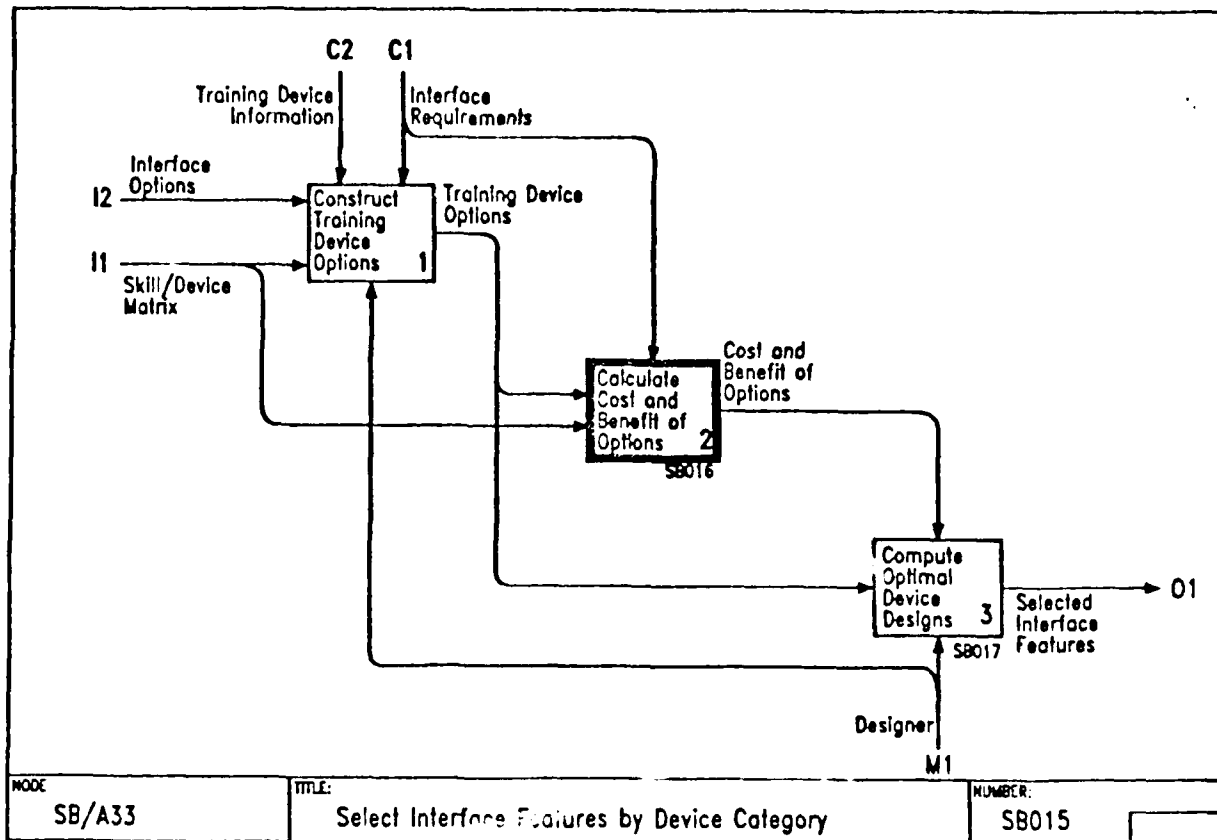 C2
C1
Training Device
Information
Interface
Requirements
I2
Interface
Options
I1
Skill/Device
Matrix
Construct
Training
Device
Options 1
Training Device
Options
Calculate
Cost and
Benefit of
Options 2
SB016
Cost and
Benefit of
Options
Compute
Optimal
Device
Designs 3
SB017
Selected
Interface
Features
O1
Designer
M1
NODE
SB/A33
TITLE:
Select Interface Features by Device Category
NUMBER:
SB015